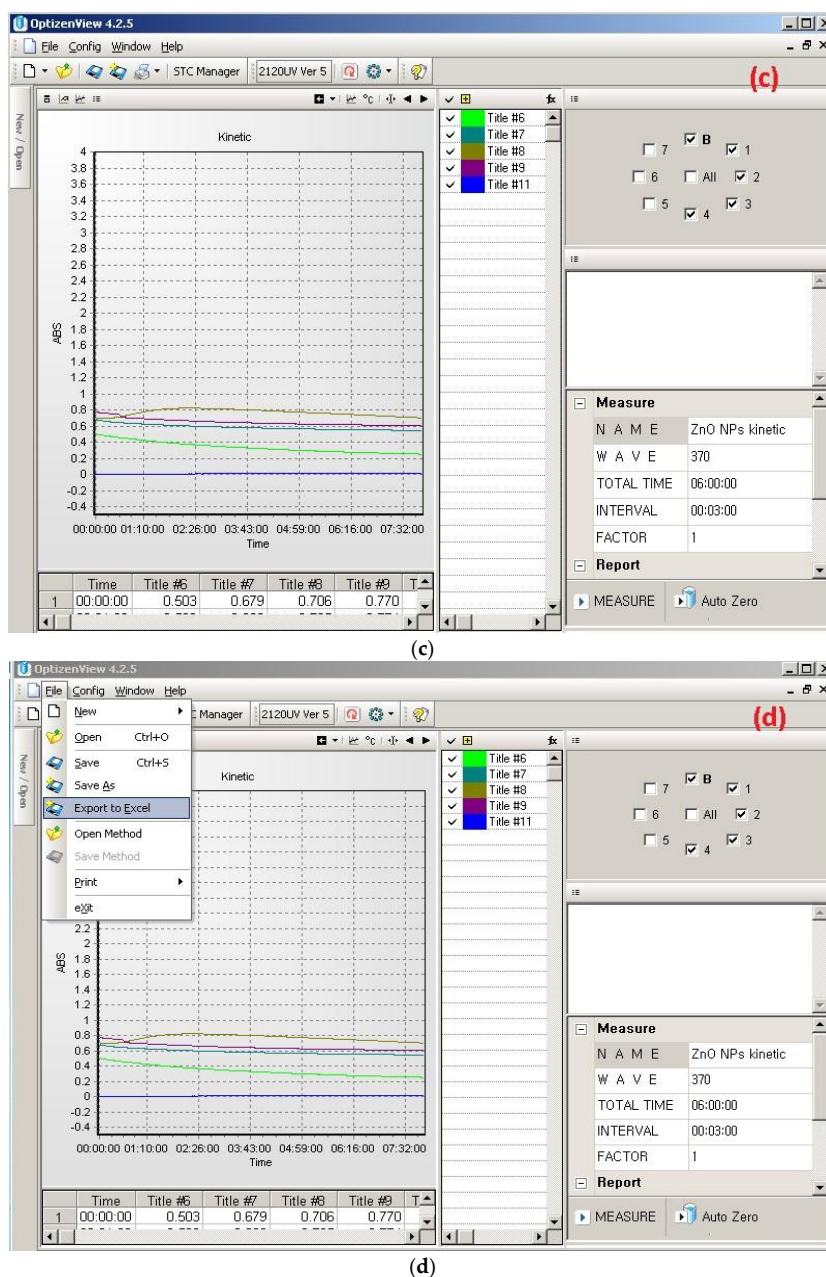 OptizenView 4.2.5
File Config Window Help
STC Manager 2120UV Ver 5
(c)
New / Open
°C
fx
Kinetic
4
3.8
3.6
3.4
3.2
3
2.8
2.6
2.4
2.2
2
1.8
1.6
1.4
1.2
1
0.8
0.6
0.4
0.2
0
-0.2
-0.4
ABS
00:00:00 01:10:00 02:26:00 03:43:00 04:59:00 06:16:00 07:32:00
Time
Title #6
Title #7
Title #8
Title #9
Title #11
B
7 1
6 All 2
5 3
4
Measure
NAME ZnO NPs kinetic
WAVE 370
TOTAL TIME 06:00:00
INTERVAL 00:03:00
FACTOR 1
Report
MEASURE Auto Zero
Time Title #6 Title #7 Title #8 Title #9 T
1 00:00:00 0.503 0.679 0.706 0.770
(c)
OptizenView 4.2.5
File Config Window Help
C Manager 2120UV Ver 5
(d)
New / Open
New
Open Ctrl+O
Save Ctrl+S
Save As
Export to Excel
Open Method
Save Method
Print
eXit
°C
fx
Kinetic
2.2
2
1.8
1.6
1.4
1.2
1
0.8
0.6
0.4
0.2
0
-0.2
-0.4
ABS
00:00:00 01:10:00 02:26:00 03:43:00 04:59:00 06:16:00 07:32:00
Time
Title #6
Title #7
Title #8
Title #9
Title #11
B
7 1
6 All 2
5 3
4
Measure
NAME ZnO NPs kinetic
WAVE 370
TOTAL TIME 06:00:00
INTERVAL 00:03:00
FACTOR 1
Report
MEASURE Auto Zero
Time Title #6 Title #7 Title #8 Title #9 T
1 00:00:00 0.503 0.679 0.706 0.770
(d)